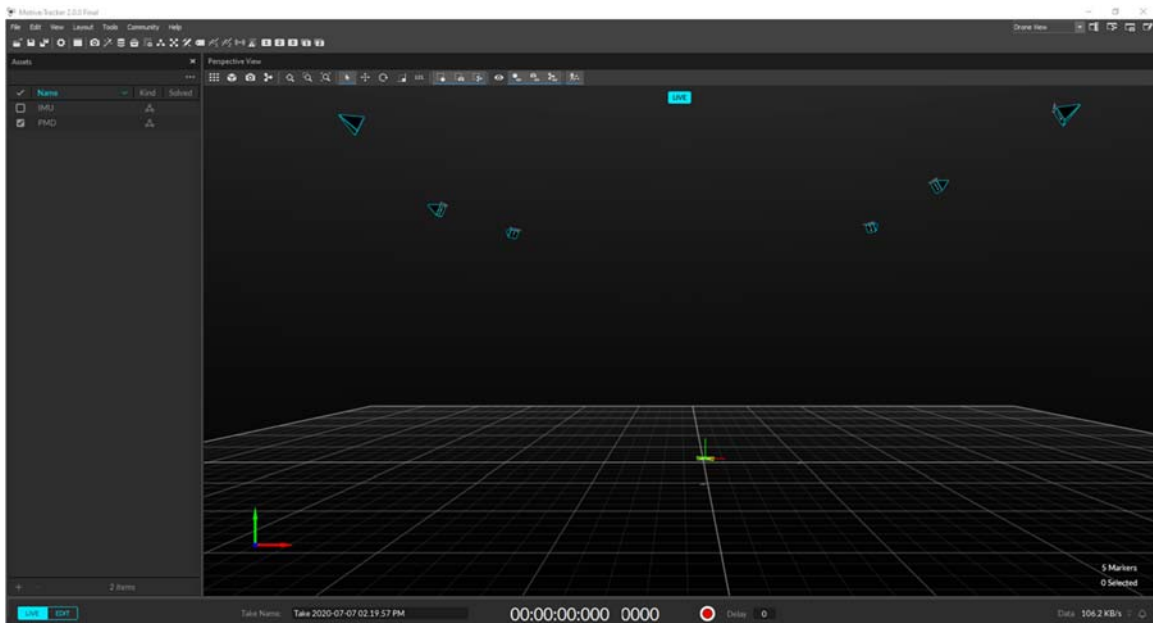 Motive:Tracker 2.0.0 Final
File Edit View Layout Tools Community Help
Drone View
Assets
Perspective View
Name Kind Solved
IMU
PMD
LIVE
5 Markers
0 Selected
2 items
LIVE EDIT
Take Name: Take 2020-07-07 02.19.57 PM
00:00:00:000 0000
Delay 0
Data 106.2 KB/s